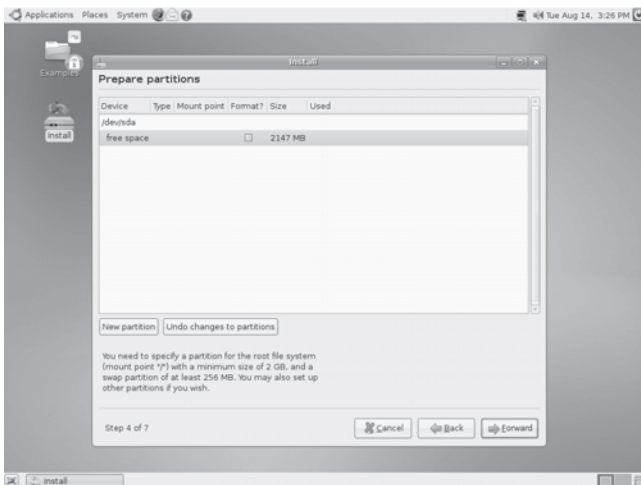 Applications Places System Tue Aug 14, 3:26 PM
Examples
Install
Install
Prepare partitions
Device Type Mount point Format? Size Used
/dev/sda
free space 2147 MB
New partition Undo changes to partitions
You need to specify a partition for the root file system
(mount point "/") with a minimum size of 2 GB, and a
swap partition of at least 256 MB. You may also set up
other partitions if you wish.
Step 4 of 7 Cancel Back Forward
Install